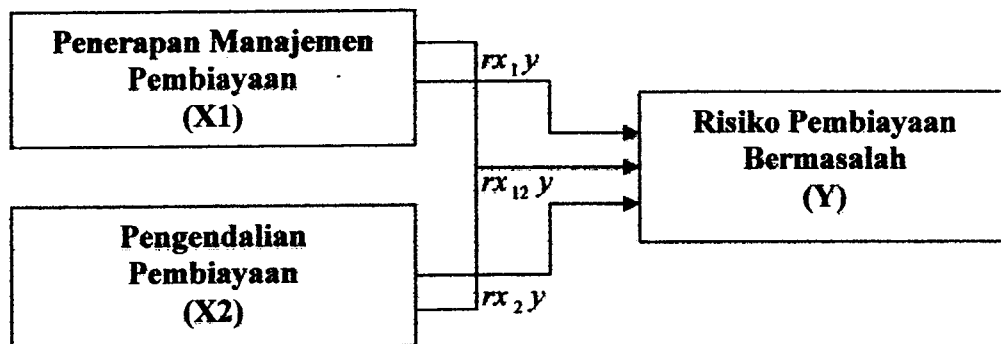 Penerapan Manajemen
Pembiayaan
(X1)
rx₁y
Risiko Pembiayaan
Bermasalah
(Y)
rx₁₂y
Pengendalian
Pembiayaan
(X2)
rx₂y